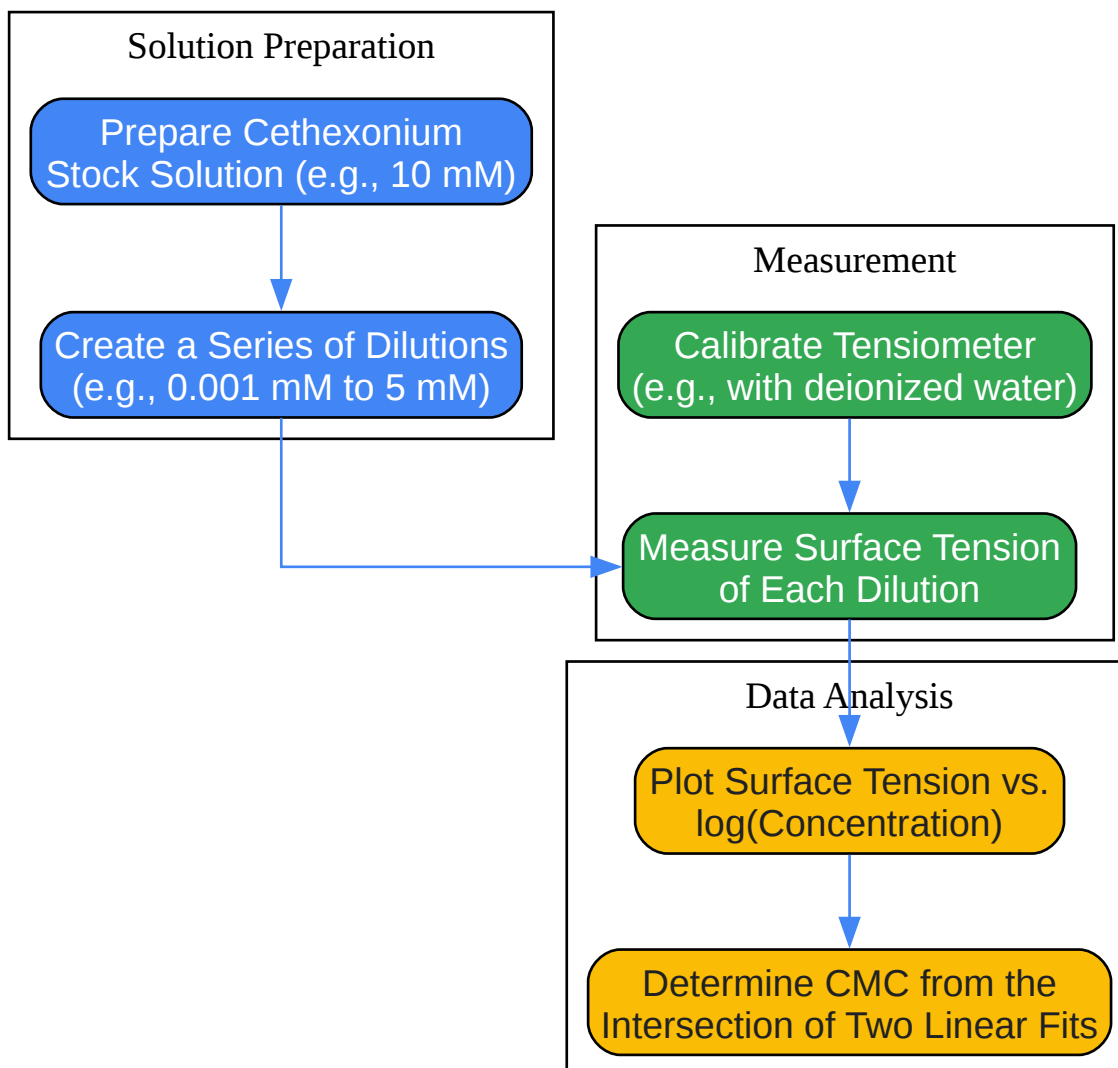 Solution Preparation
Prepare Cethexonium
Stock Solution (e.g., 10 mM)
Create a Series of Dilutions
(e.g., 0.001 mM to 5 mM)
Measurement
Calibrate Tensiometer
(e.g., with deionized water)
Measure Surface Tension
of Each Dilution
Data Analysis
Plot Surface Tension vs.
log(Concentration)
Determine CMC from the
Intersection of Two Linear Fits